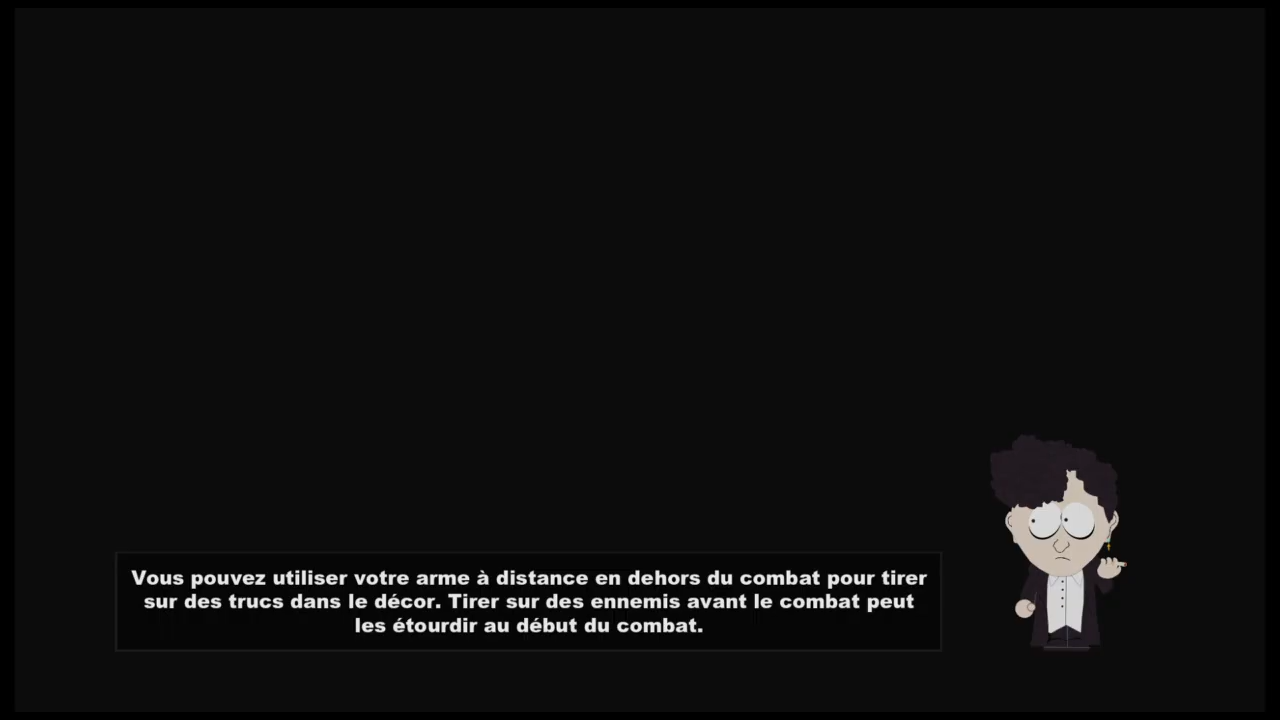 Vous pouvez utiliser votre arme à distance en dehors du combat pour tirer
sur des trucs dans le décor. Tirer sur des ennemis avant le combat peut
les étourdir au début du combat.